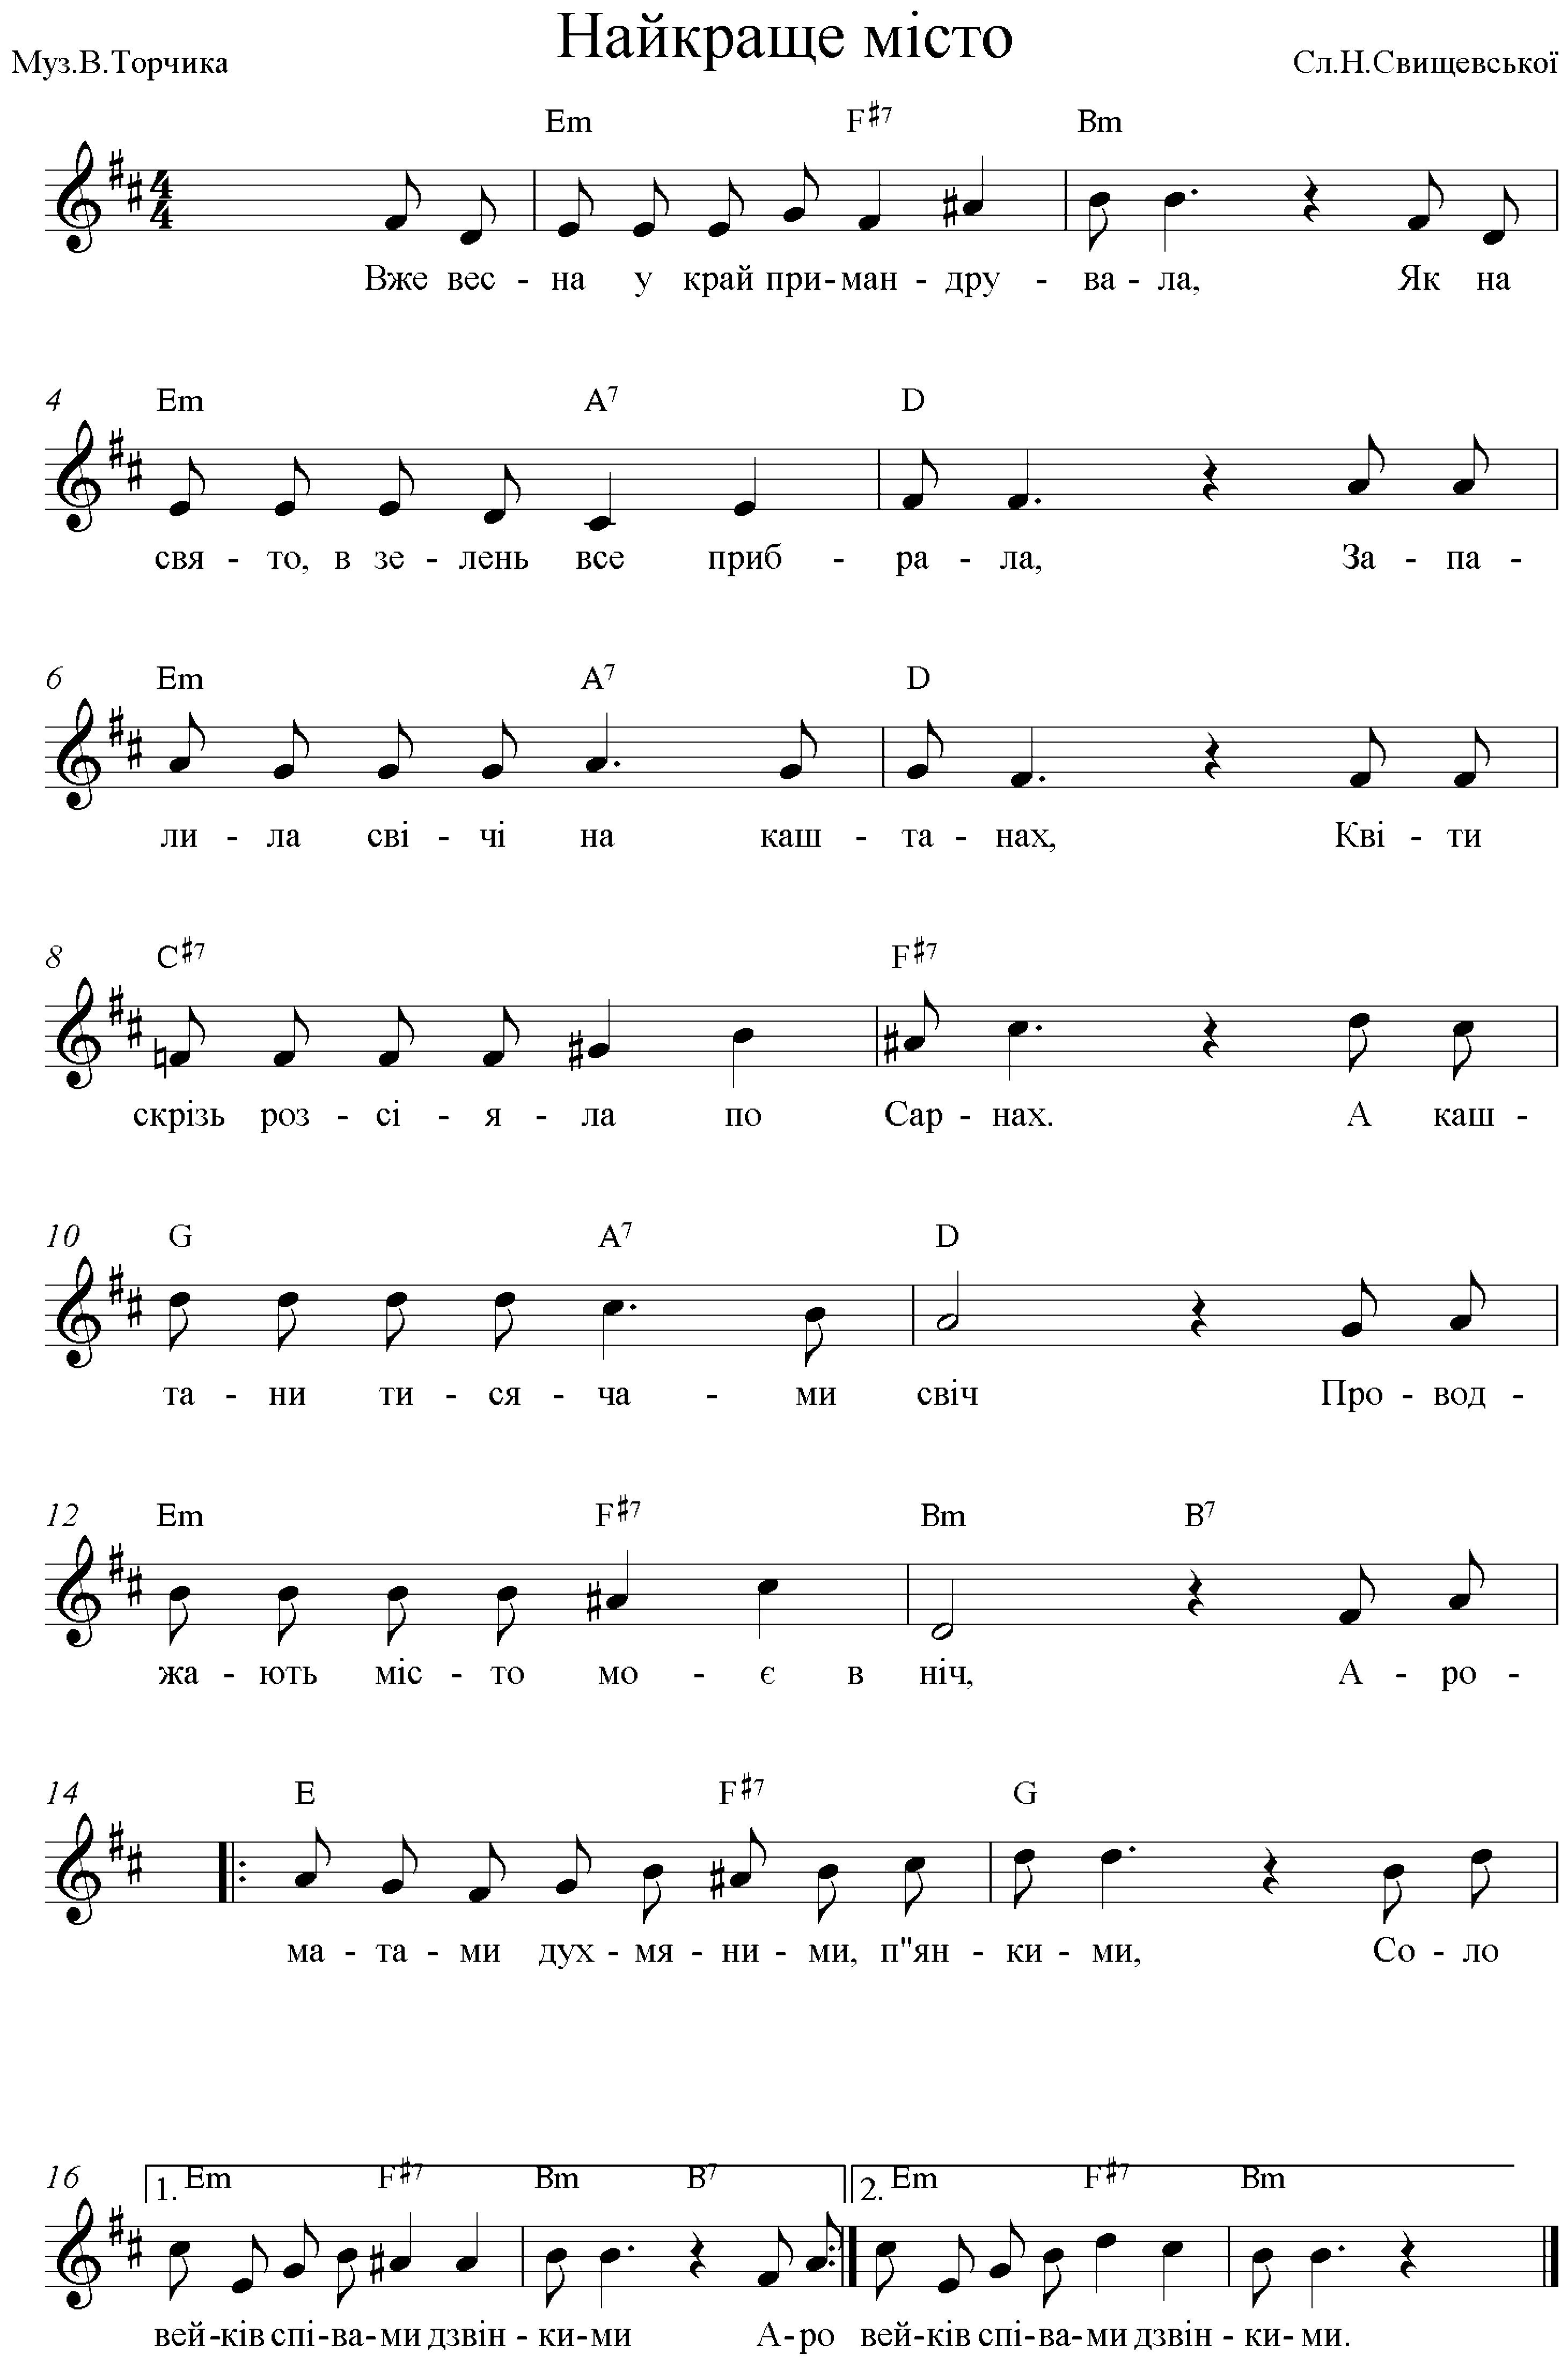 Найкраще місто
Муз.В.Торчика Сл.Н.Свищевської
Em F♯7 Bm
4
4
Вже вес - на у край при-ман - дру - ва - ла, Як на
4 Em A7 D
свя - то, в зе - лень все приб - ра - ла, За - па -
6 Em A7 D
ли - ла сві - чі на каш - та - нах, Кві - ти
8 C♯7 F♯7
скрізь роз - сі - я - ла по Сар - нах. А каш -
10 G A7 D
та - ни ти - ся - ча - ми свіч Про - вод -
12 Em F♯7 Bm B7
жа - ють міс - то мо - є в ніч, А - ро -
14 E F♯7 G
ма - та - ми дух - мя - ни - ми, п"ян - ки - ми, Со - ло
16 1. Em F♯7 Bm B7 2. Em F♯7 Bm
вей-ків спі-ва-ми дзвін - ки-ми А-ро вей-ків спі-ва-ми дзвін - ки-ми.